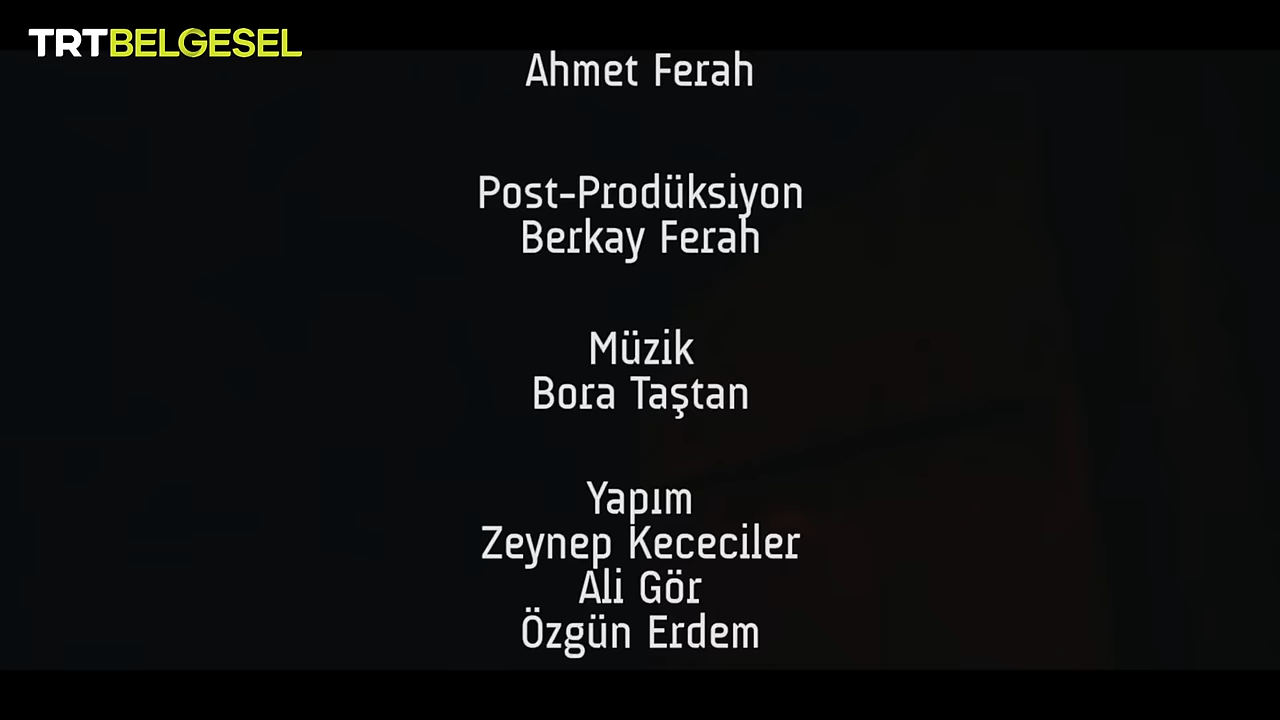 TRTBELGESEL
Ahmet Ferah
Post-Prodüksiyon
Berkay Ferah
Müzik
Bora Taştan
Yapım
Zeynep Kececiler
Ali Gör
Özgün Erdem